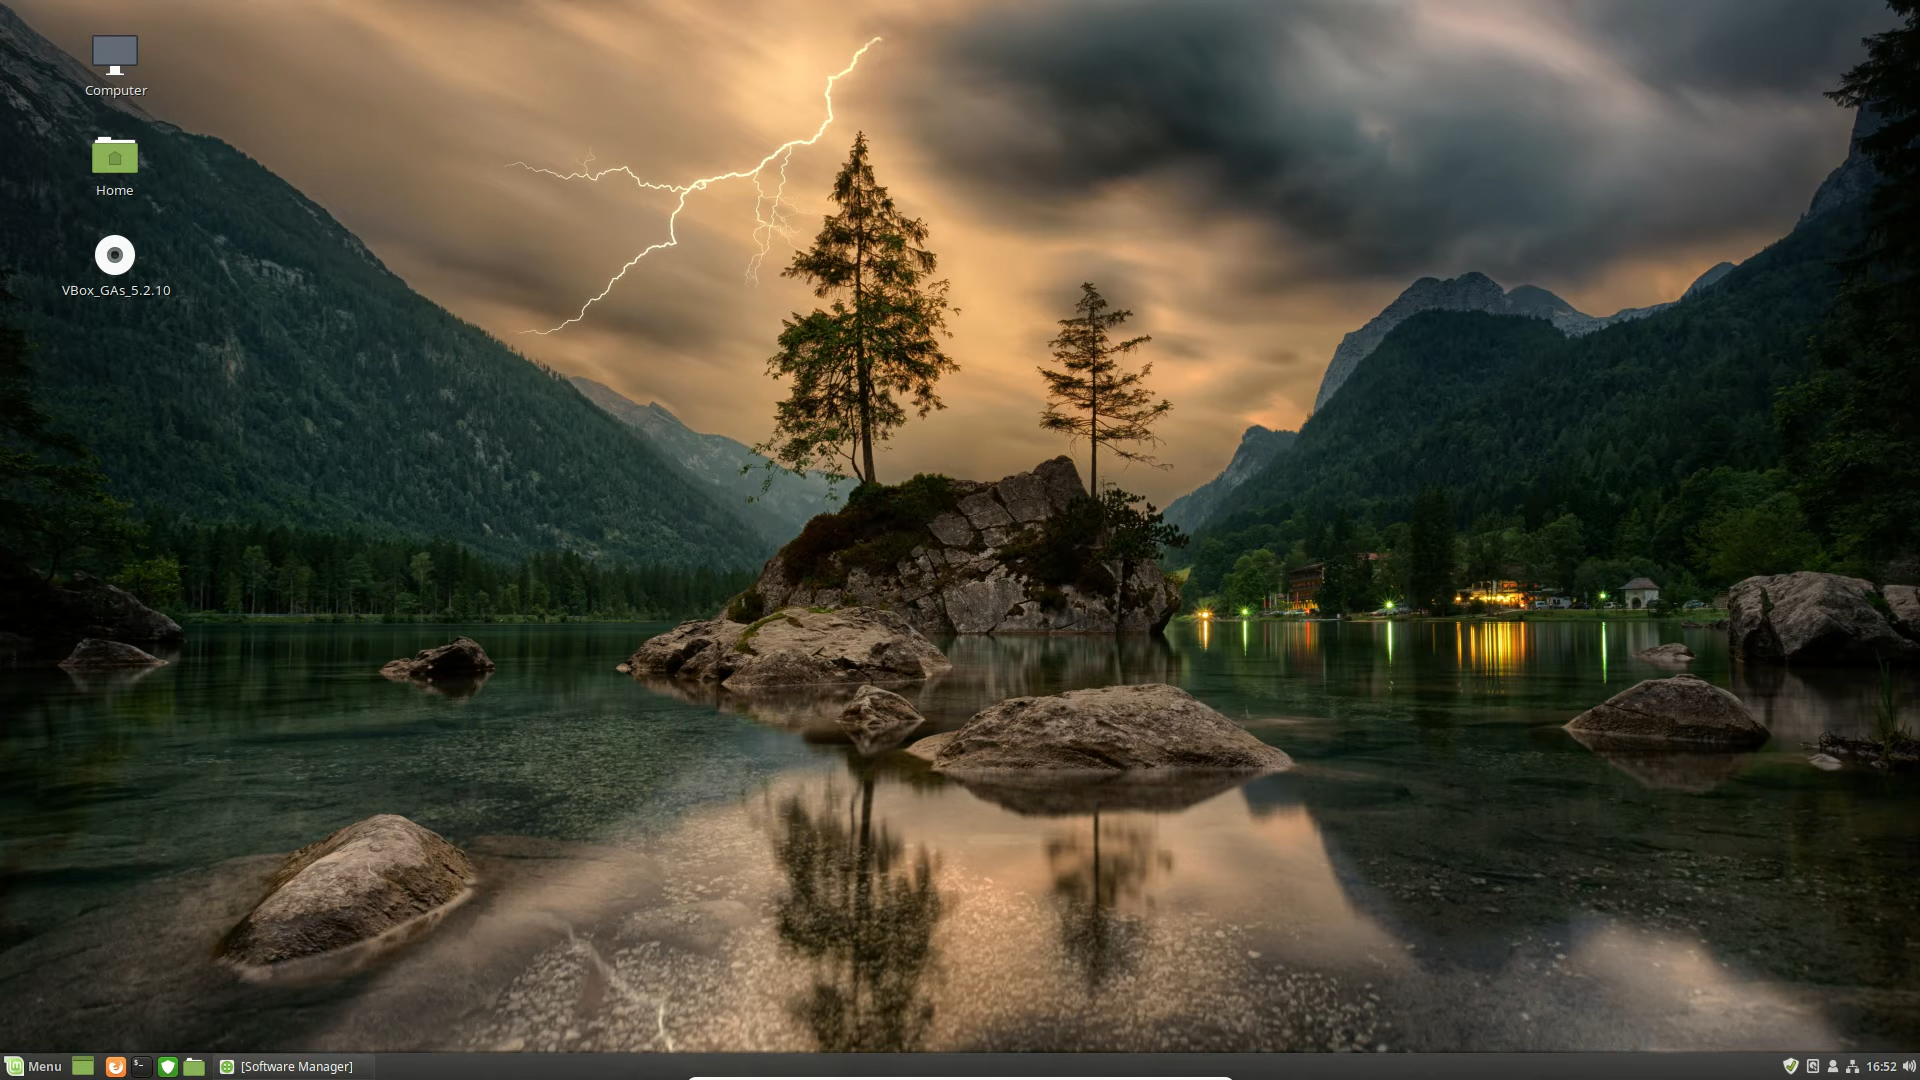 Computer
Home
VBox_GAs_5.2.10
Menu
[Software Manager]
16:52